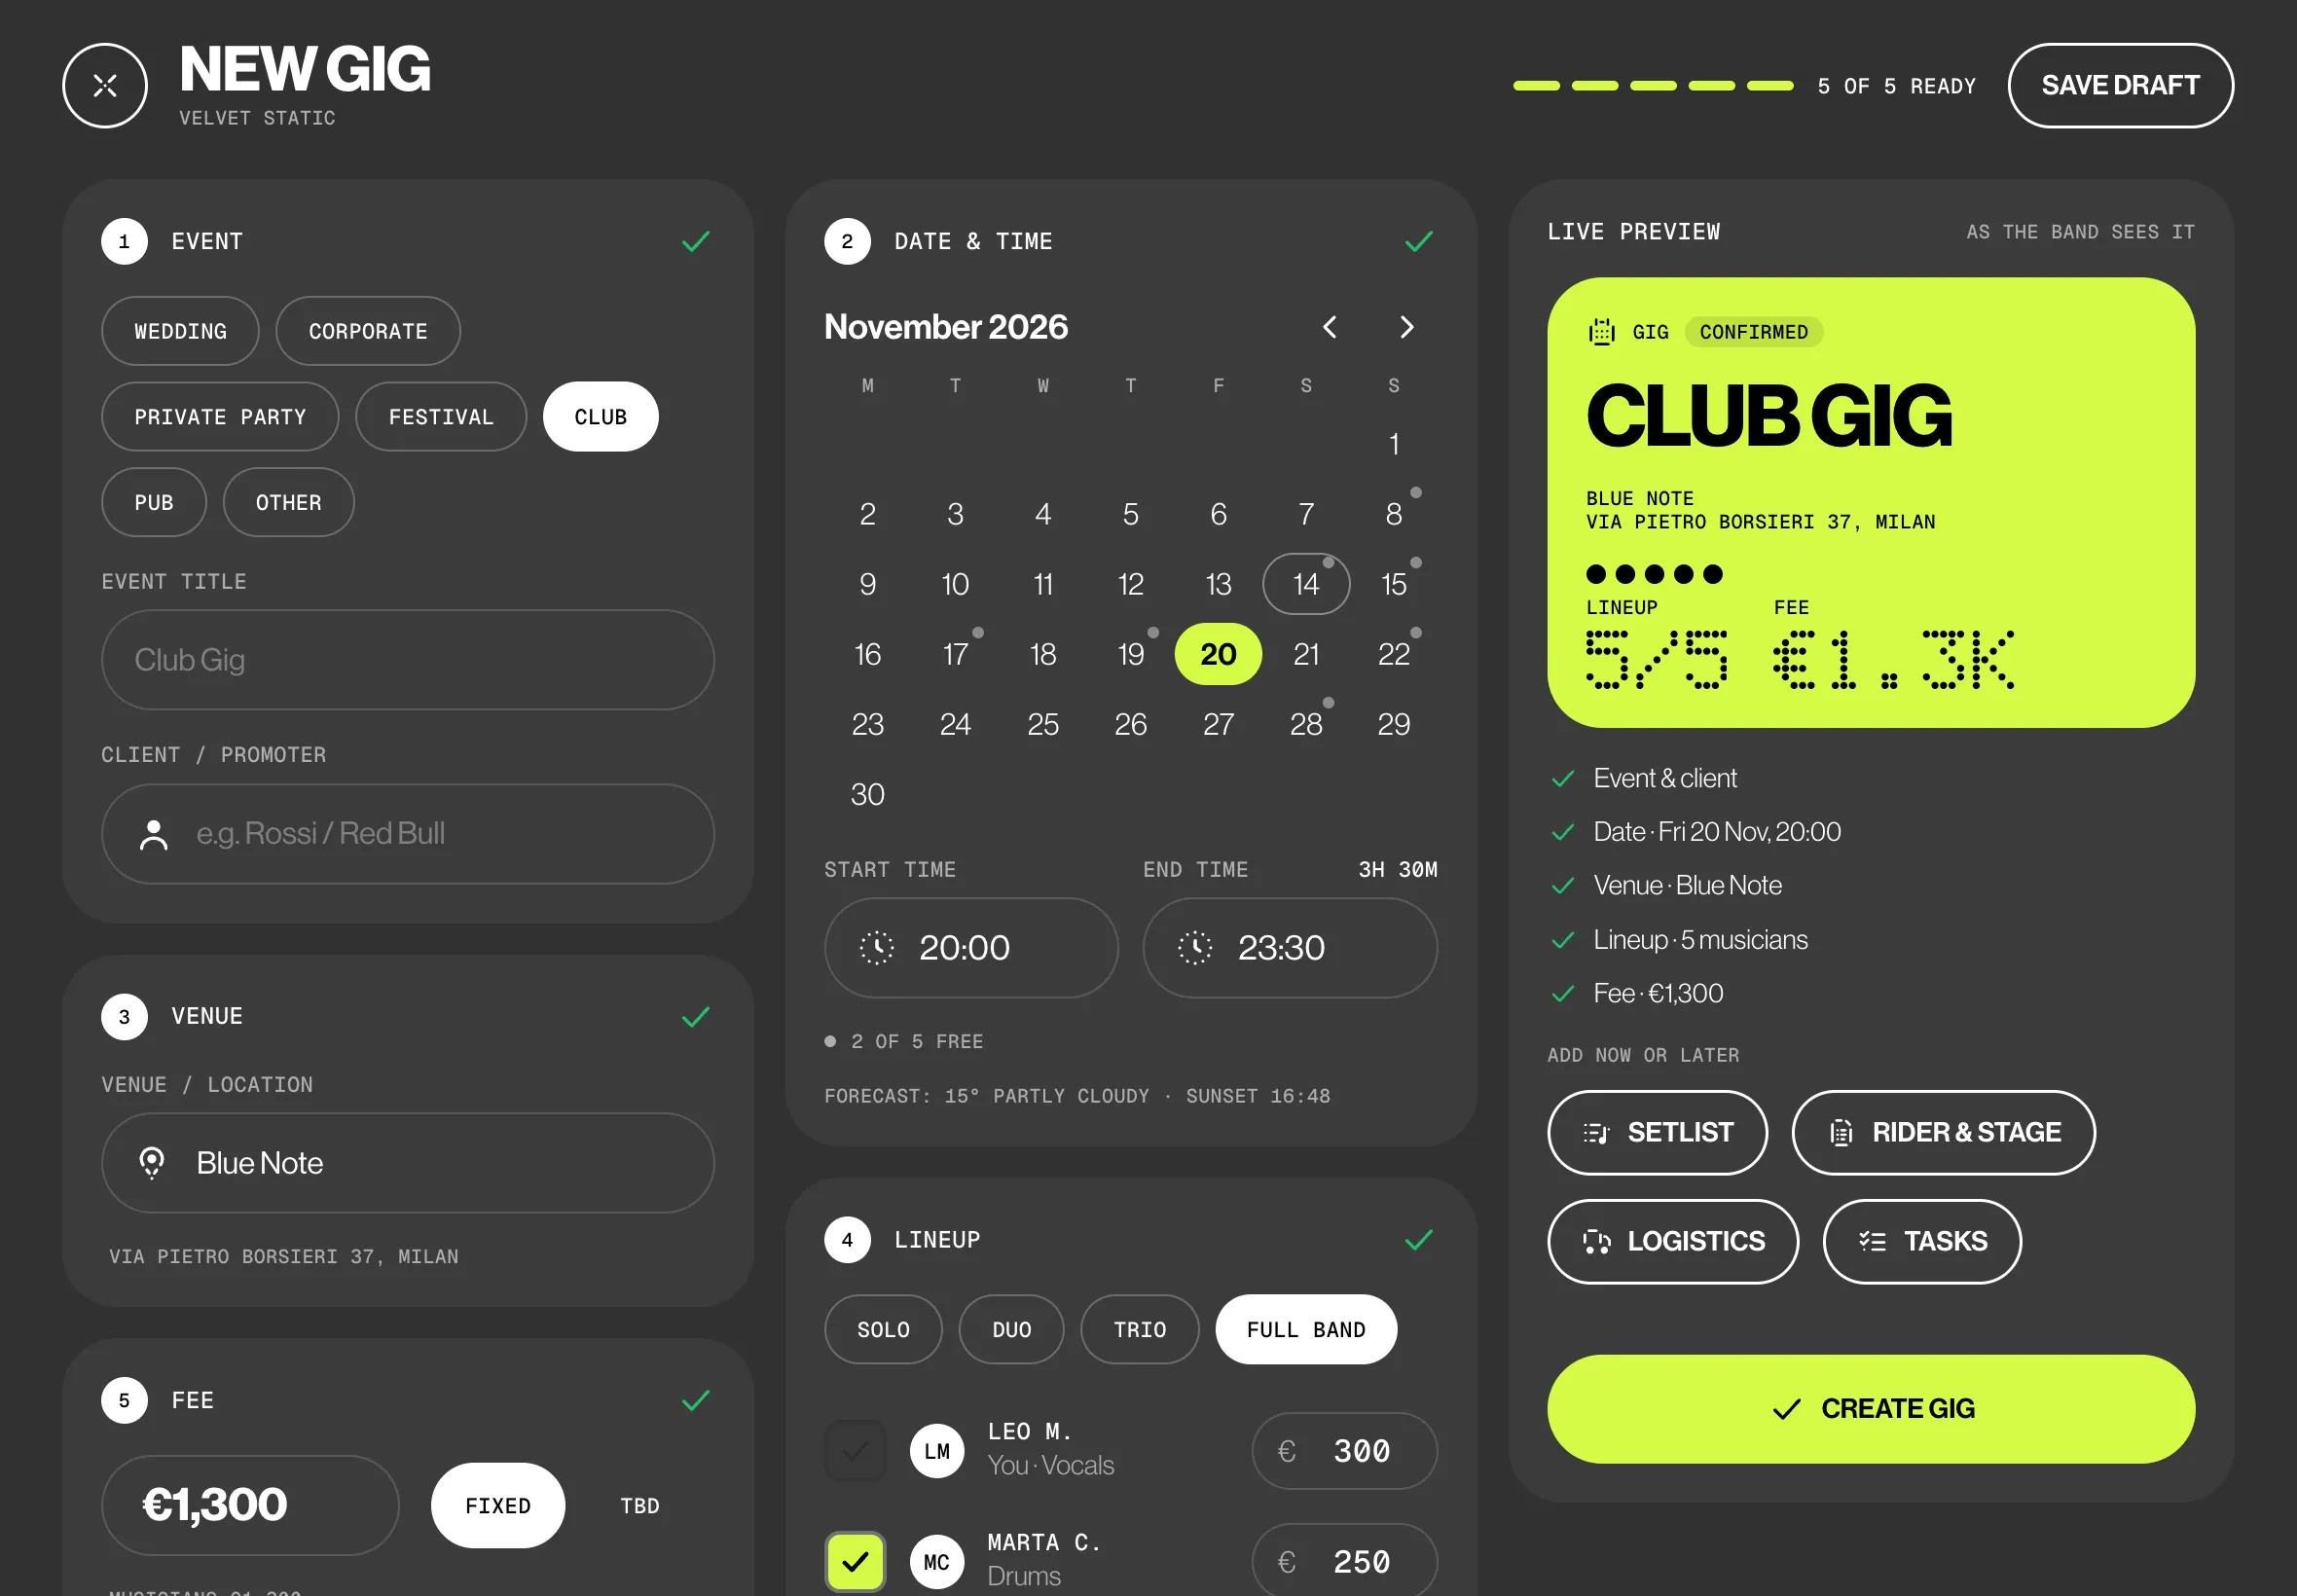 NEW GIG
VELVET STATIC
5 OF 5 READY
SAVE DRAFT
1 EVENT
WEDDING
CORPORATE
PRIVATE PARTY
FESTIVAL
CLUB
PUB
OTHER
EVENT TITLE
Club Gig
CLIENT / PROMOTER
e.g. Rossi / Red Bull
3 VENUE
VENUE / LOCATION
Blue Note
VIA PIETRO BORSIERI 37, MILAN
5 FEE
€1,300
FIXED
TBD
2 DATE & TIME
November 2026
M T W T F S S
1
2 3 4 5 6 7 8
9 10 11 12 13 14 15
16 17 18 19 20 21 22
23 24 25 26 27 28 29
30
START TIME
20:00
END TIME
3H 30M
23:30
2 OF 5 FREE
FORECAST: 15° PARTLY CLOUDY · SUNSET 16:48
4 LINEUP
SOLO
DUO
TRIO
FULL BAND
LM
LEO M.
You · Vocals
€ 300
MC
MARTA C.
Drums
€ 250
LIVE PREVIEW
AS THE BAND SEES IT
GIG
CONFIRMED
CLUB GIG
BLUE NOTE
VIA PIETRO BORSIERI 37, MILAN
LINEUP
5/5
FEE
€1.3K
Event & client
Date · Fri 20 Nov, 20:00
Venue · Blue Note
Lineup · 5 musicians
Fee · €1,300
ADD NOW OR LATER
SETLIST
RIDER & STAGE
LOGISTICS
TASKS
CREATE GIG